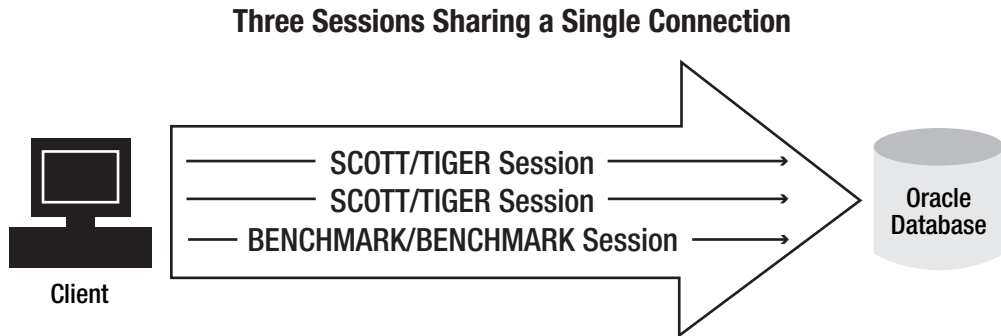 Three Sessions Sharing a Single Connection
SCOTT/TIGER Session
SCOTT/TIGER Session
BENCHMARK/BENCHMARK Session
Client
Oracle
Database